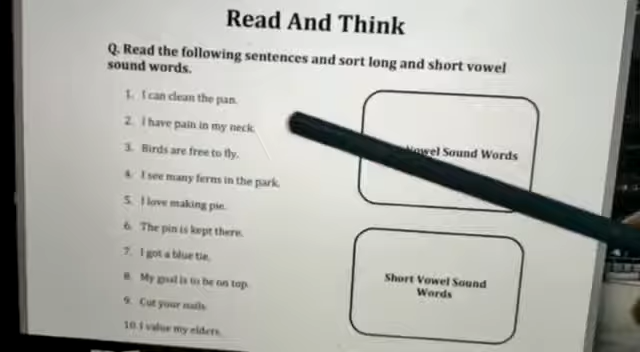 Read And Think
Q. Read the following sentences and sort long and short vowel
sound words.
1. I can clean the pan.
2. I have pain in my neck.
3. Birds are free to fly.
4. I see many ferns in the park.
5. I love making pie.
6. The pin is kept there.
7. I got a blue tie.
8. My goal is to be on top.
9. Cut your nails
10. I value my elders.
Vowel Sound Words
Short Vowel Sound
Words